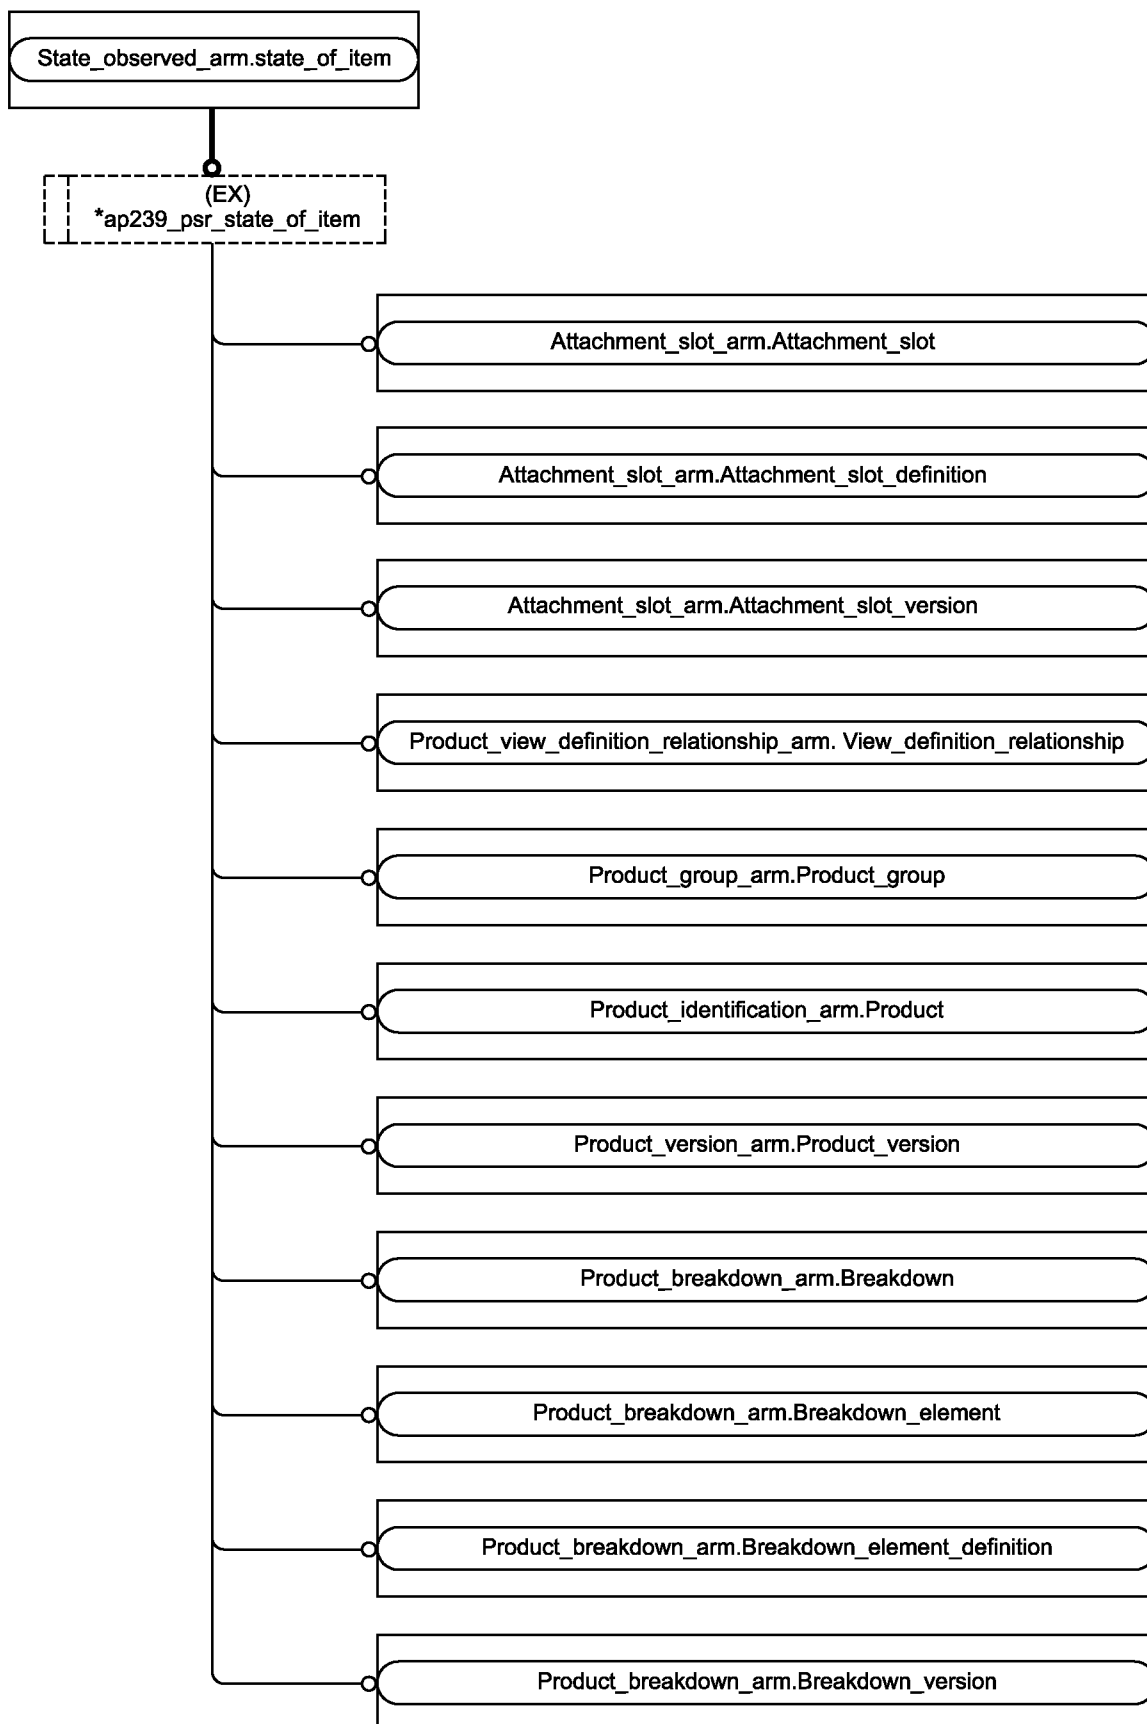 State_observed_arm.state_of_item
(EX)
*ap239_psr_state_of_item
Attachment_slot_arm.Attachment_slot
Attachment_slot_arm.Attachment_slot_definition
Attachment_slot_arm.Attachment_slot_version
Product_view_definition_relationship_arm. View_definition_relationship
Product_group_arm.Product_group
Product_identification_arm.Product
Product_version_arm.Product_version
Product_breakdown_arm.Breakdown
Product_breakdown_arm.Breakdown_element
Product_breakdown_arm.Breakdown_element_definition
Product_breakdown_arm.Breakdown_version